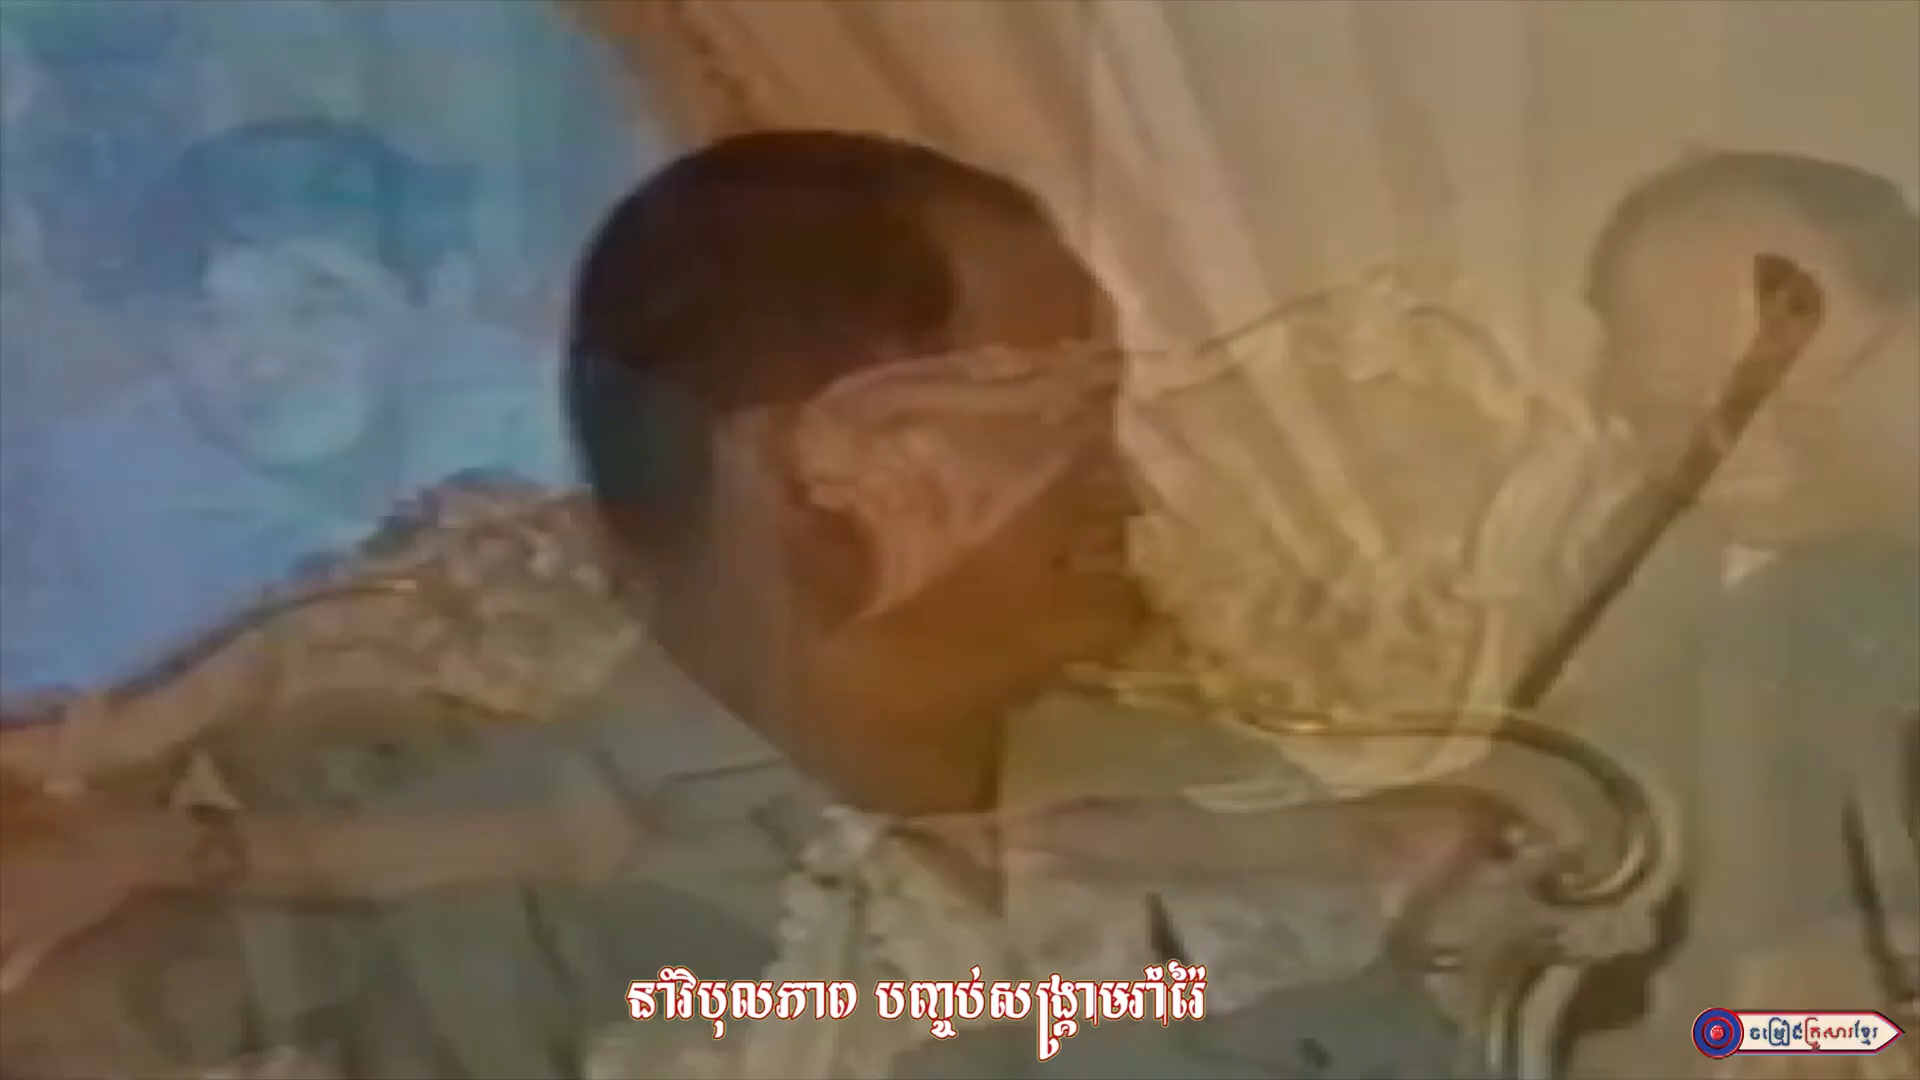 នាំវិបុលភាព បញ្ចប់សង្គ្រាមរាំរ៉ៃ
ចម្រៀងគ្រួសារខ្មែរ